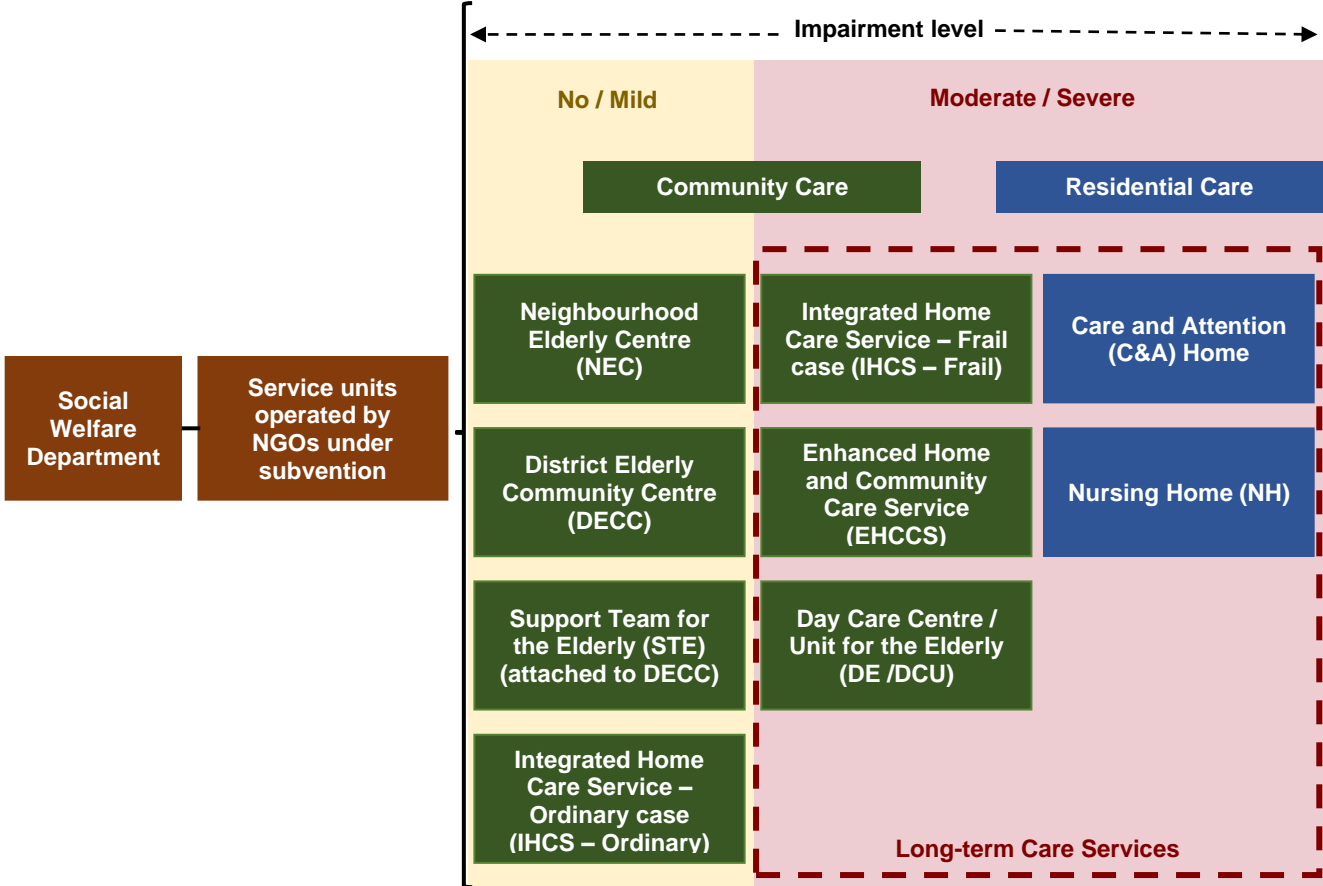 Impairment level
No / Mild
Moderate / Severe
Community Care
Residential Care
Social
Welfare
Department
Service units
operated by
NGOs under
subvention
Neighbourhood
Elderly Centre
(NEC)
Integrated Home
Care Service – Frail
case (IHCS – Frail)
Care and Attention
(C&A) Home
District Elderly
Community Centre
(DECC)
Enhanced Home
and Community
Care Service
(EHCCS)
Nursing Home (NH)
Support Team for
the Elderly (STE)
(attached to DECC)
Day Care Centre /
Unit for the Elderly
(DE /DCU)
Integrated Home
Care Service –
Ordinary case
(IHCS – Ordinary)
Long-term Care Services